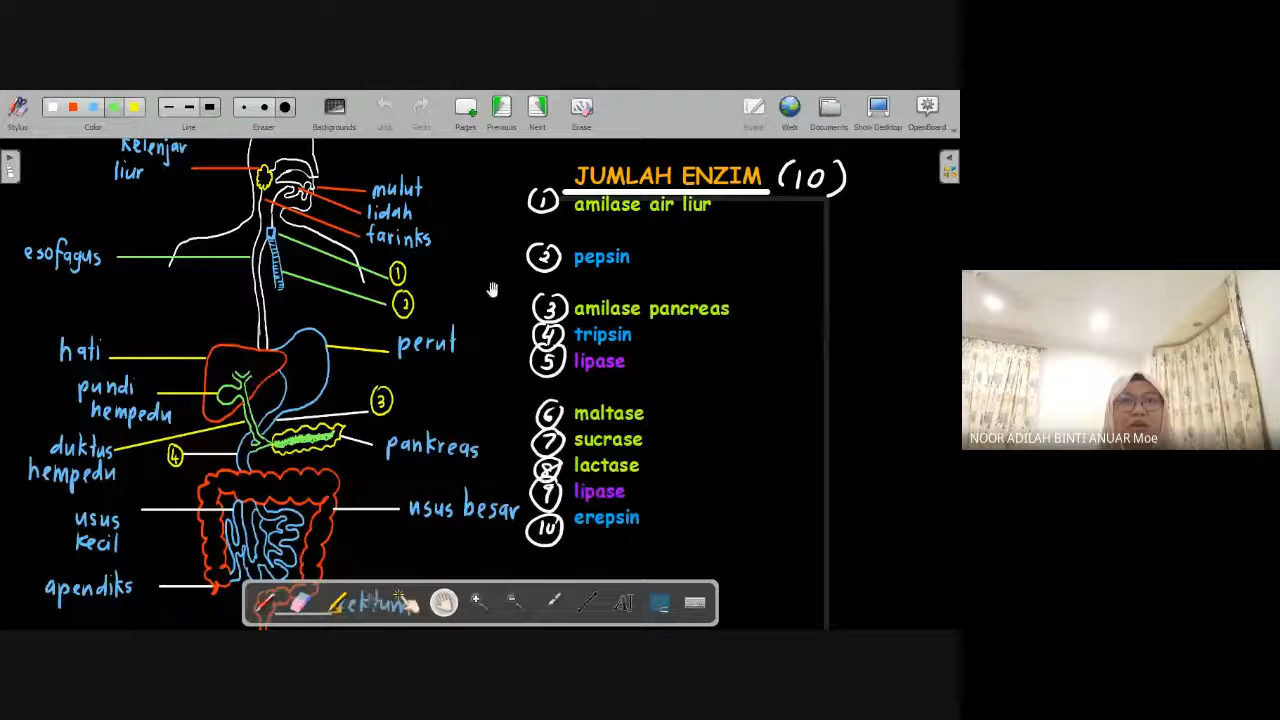 Stylus
Color
Line
Eraser
Backgrounds
Undo
Redo
Pages
Previous
Next
Erase
Board
Web
Documents
Show Desktop
OpenBoard
kelenjar
liur
mulut
lidah
farinks
esofagus
1
2
hati
perut
pundi
hempedu
3
duktus
hempedu
4
pankreas
usus
kecil
usus besar
apendiks
rektum
JUMLAH ENZIM (10)
1 amilase air liur
2 pepsin
3 amilase pancreas
4 tripsin
5 lipase
6 maltase
7 sucrase
8 lactase
9 lipase
10 erepsin
NOOR ADILAH BINTI ANUAR Moe